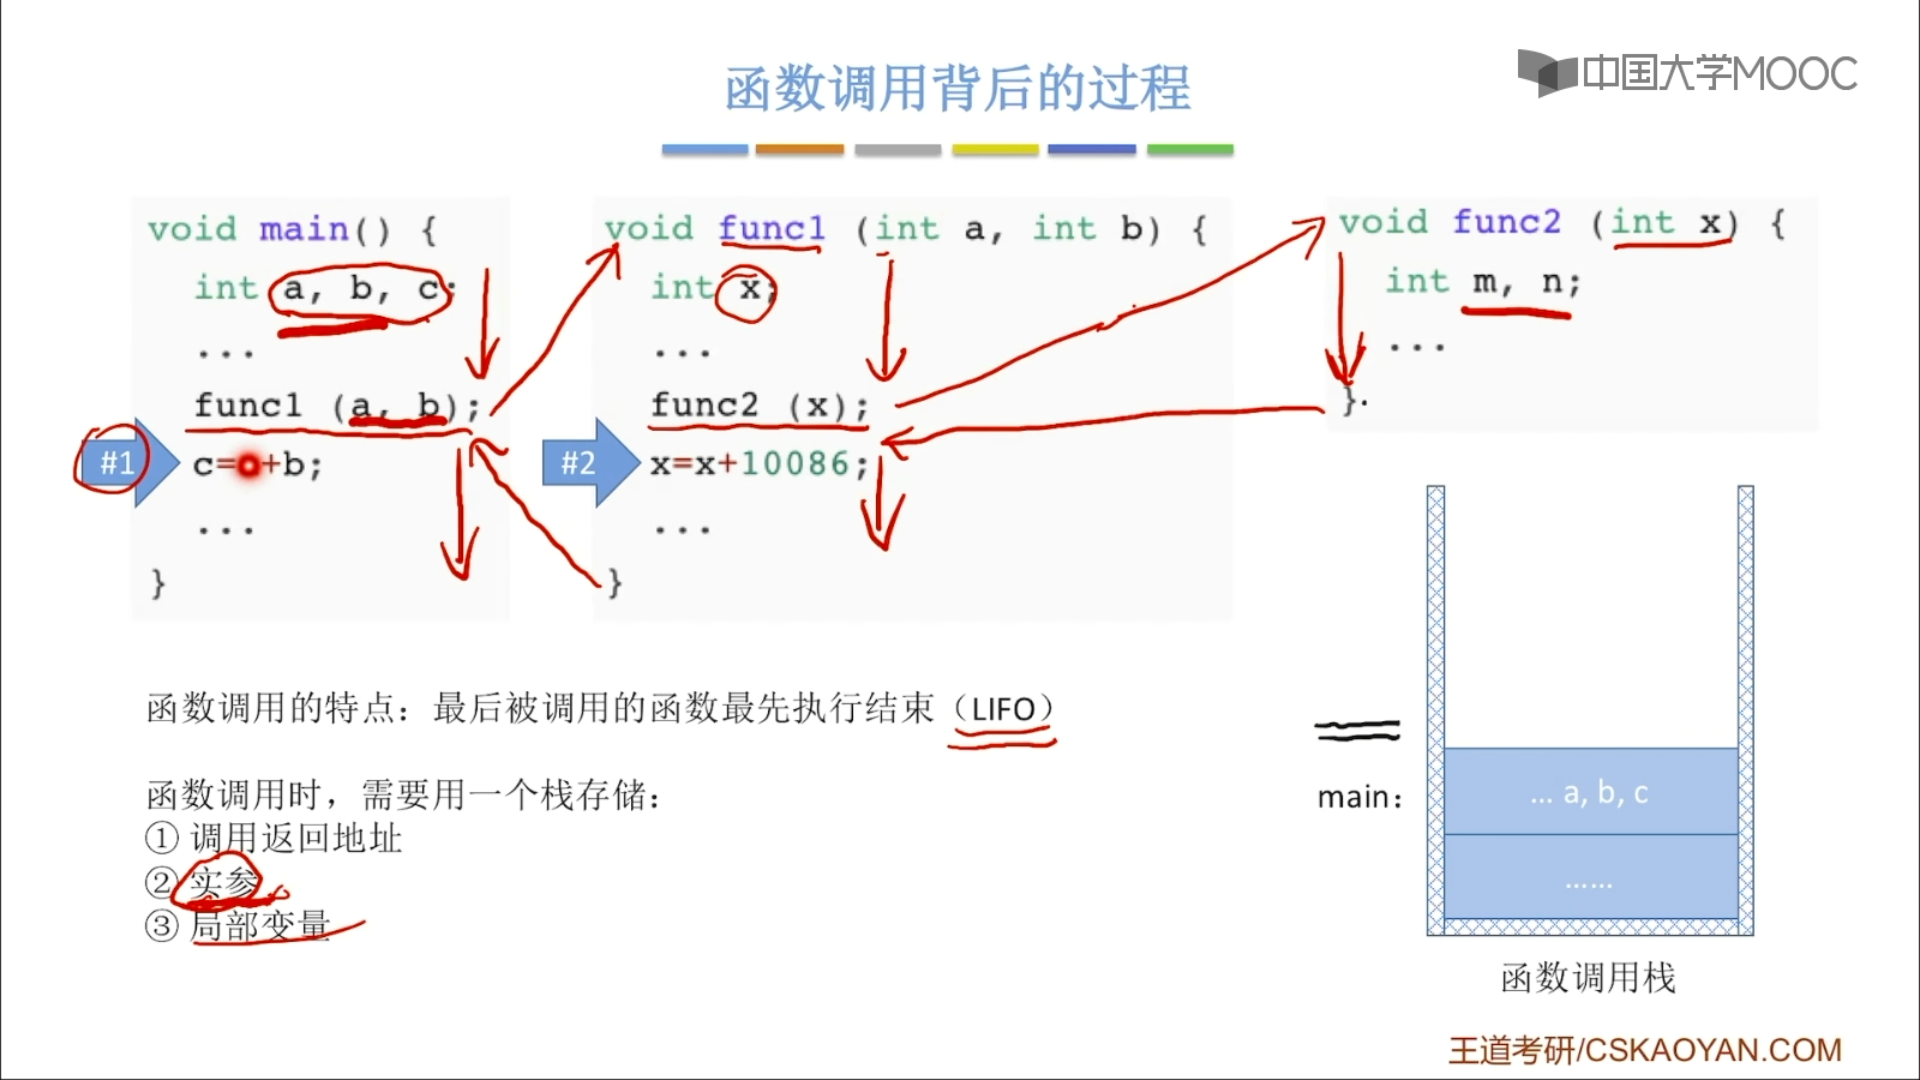 函数调用背后的过程
中国大学MOOC
void main() {
int a, b, c;
...
func1 (a, b);
#1
c=a+b;
...
}
void func1 (int a, int b) {
int x;
...
func2 (x);
#2
x=x+10086;
...
}
void func2 (int x) {
int m, n;
...
}
函数调用的特点：最后被调用的函数最先执行结束（LIFO）
函数调用时，需要用一个栈存储：
① 调用返回地址
② 实参
③ 局部变量
main：
... a, b, c
......
函数调用栈
王道考研/CSKAOYAN.COM